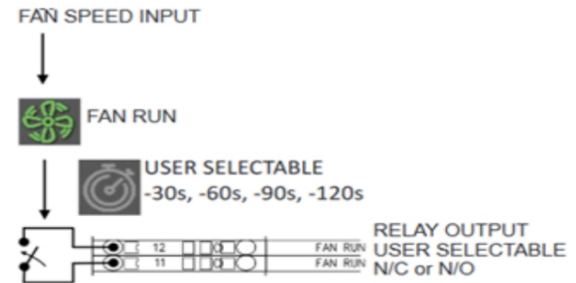 FAN SPEED INPUT
FAN RUN
USER SELECTABLE
-30s, -60s, -90s, -120s
RELAY OUTPUT
12 FAN RUN USER SELECTABLE
11 FAN RUN N/C or N/O